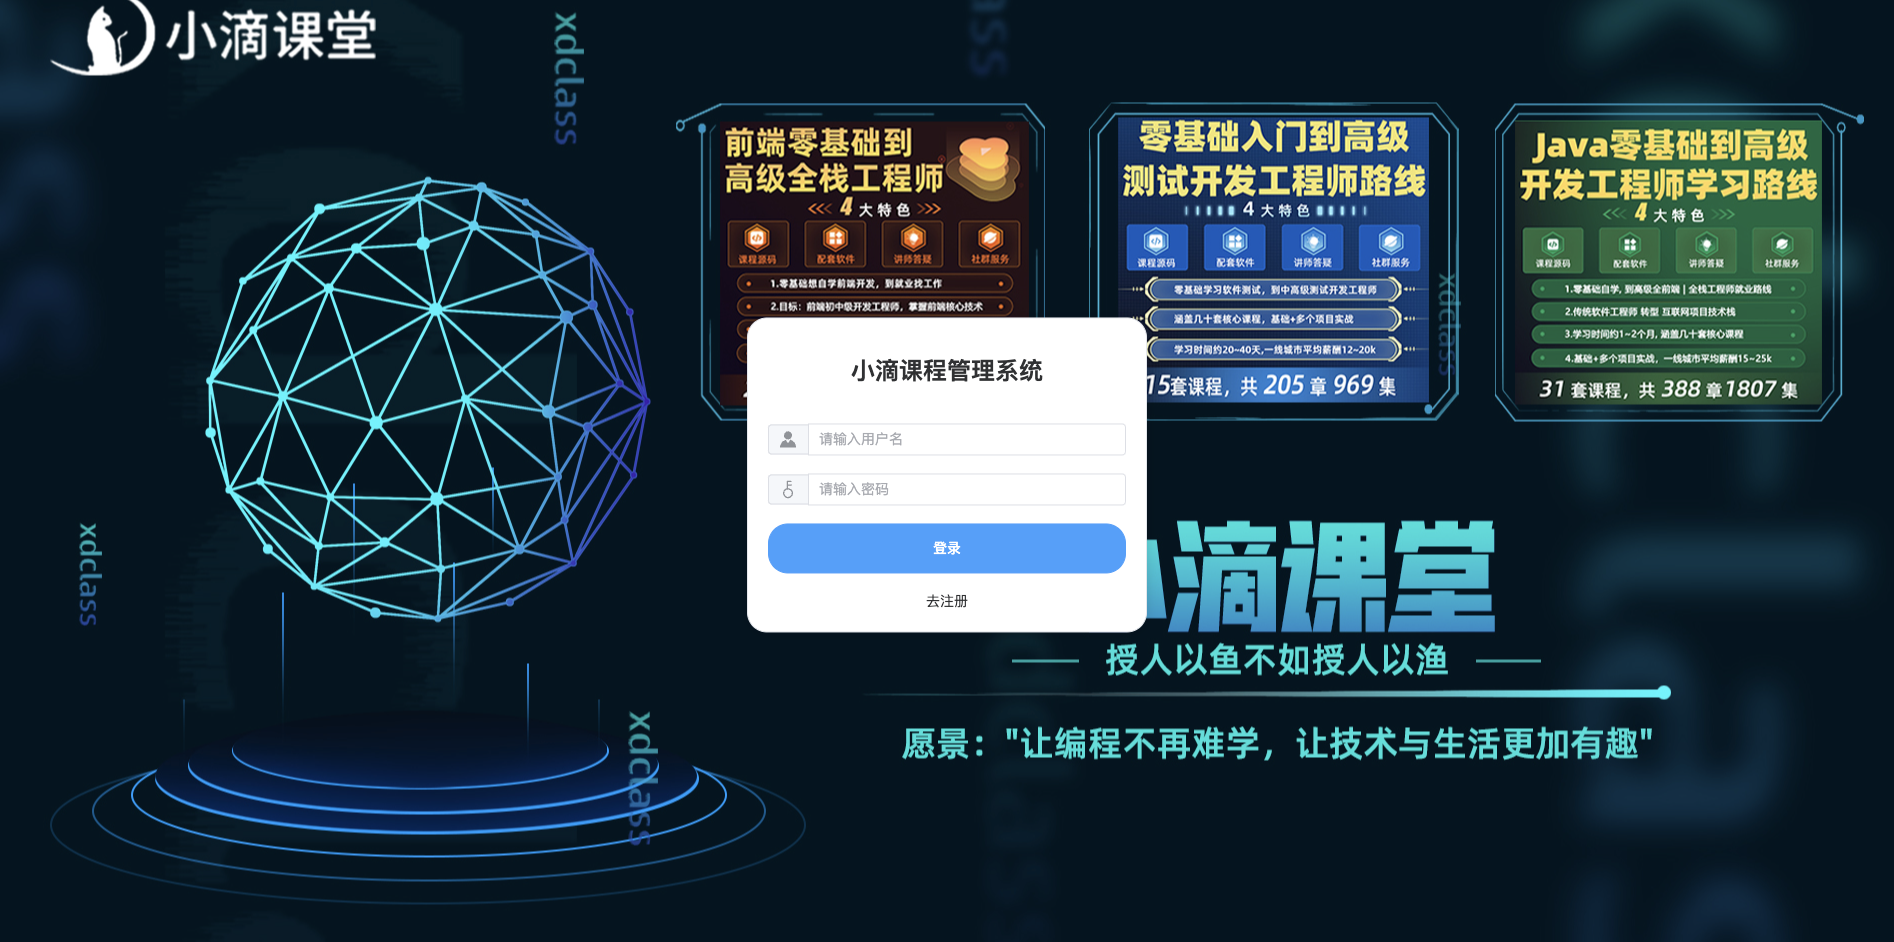 小滴课堂
xdclass
xdclass
前端零基础到
高级全栈工程师
4大特色
课程源码
配套软件
讲师答疑
社群服务
1.零基础想自学前端开发，到就业找工作
2.目标：前端初中级开发工程师，掌握前端核心技术
零基础入门到高级
测试开发工程师路线
4大特色
课程源码
配套软件
讲师答疑
社群服务
零基础学习软件测试，到中高级测试开发工程师
涵盖几十套核心课程，基础+多个项目实战
学习时间约20~40天,一线城市平均薪酬12~20k
15套课程，共 205 章 969 集
Java零基础到高级
开发工程师学习路线
4大特色
课程源码
配套软件
讲师答疑
社群服务
1.零基础自学, 到高级全前端 | 全栈工程师就业路线
2.传统软件工程师 转型 互联网项目技术栈
3.学习时间约1~2个月, 涵盖几十套核心课程
4.基础+多个项目实战，一线城市平均薪酬15~25k
31 套课程，共 388 章 1807 集
xdclass
小滴课程管理系统
请输入用户名
请输入密码
登录
去注册
滴课堂
授人以鱼不如授人以渔
愿景："让编程不再难学，让技术与生活更加有趣"
xdclass
xdclass